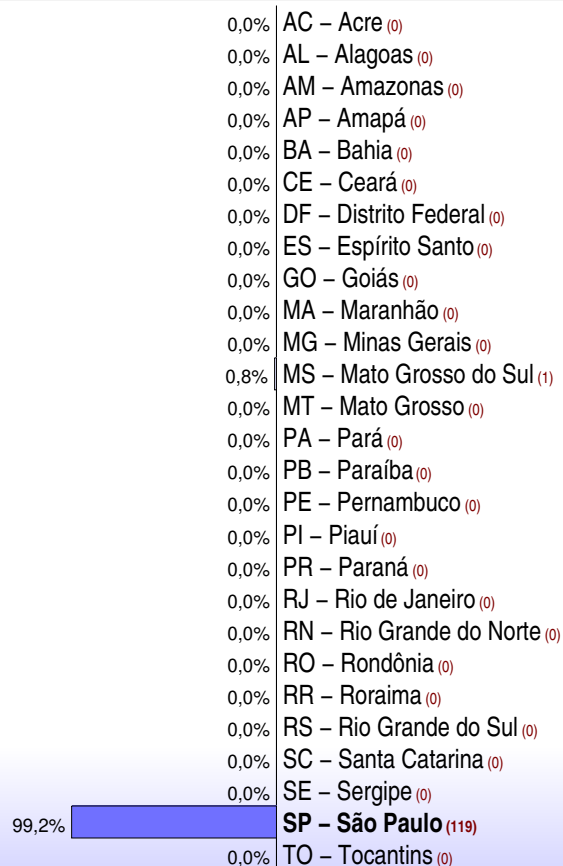 0,0% AC – Acre (0)
0,0% AL – Alagoas (0)
0,0% AM – Amazonas (0)
0,0% AP – Amapá (0)
0,0% BA – Bahia (0)
0,0% CE – Ceará (0)
0,0% DF – Distrito Federal (0)
0,0% ES – Espírito Santo (0)
0,0% GO – Goiás (0)
0,0% MA – Maranhão (0)
0,0% MG – Minas Gerais (0)
0,8% MS – Mato Grosso do Sul (1)
0,0% MT – Mato Grosso (0)
0,0% PA – Pará (0)
0,0% PB – Paraíba (0)
0,0% PE – Pernambuco (0)
0,0% PI – Piauí (0)
0,0% PR – Paraná (0)
0,0% RJ – Rio de Janeiro (0)
0,0% RN – Rio Grande do Norte (0)
0,0% RO – Rondônia (0)
0,0% RR – Roraima (0)
0,0% RS – Rio Grande do Sul (0)
0,0% SC – Santa Catarina (0)
0,0% SE – Sergipe (0)
99,2% SP – São Paulo (119)
0,0% TO – Tocantins (0)